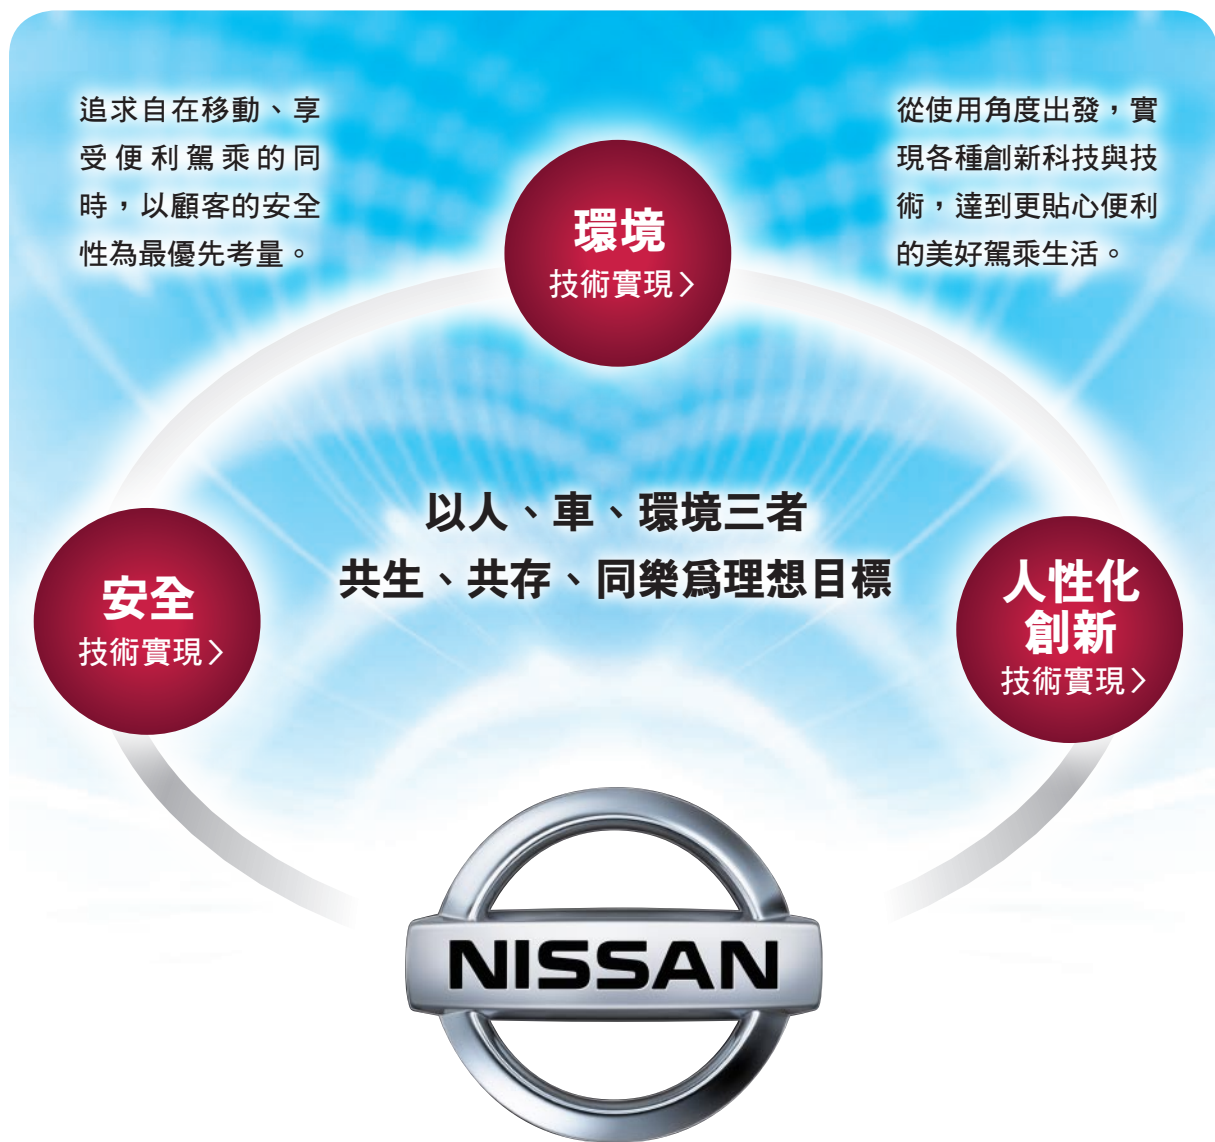 追求自在移動、享
受便利駕乘的同
時，以顧客的安全
性為最優先考量。
從使用角度出發，實
現各種創新科技與技
術，達到更貼心便利
的美好駕乘生活。
環境
技術實現>
以人、車、環境三者
共生、共存、同樂爲理想目標
安全
技術實現>
人性化
創新
技術實現>
NISSAN